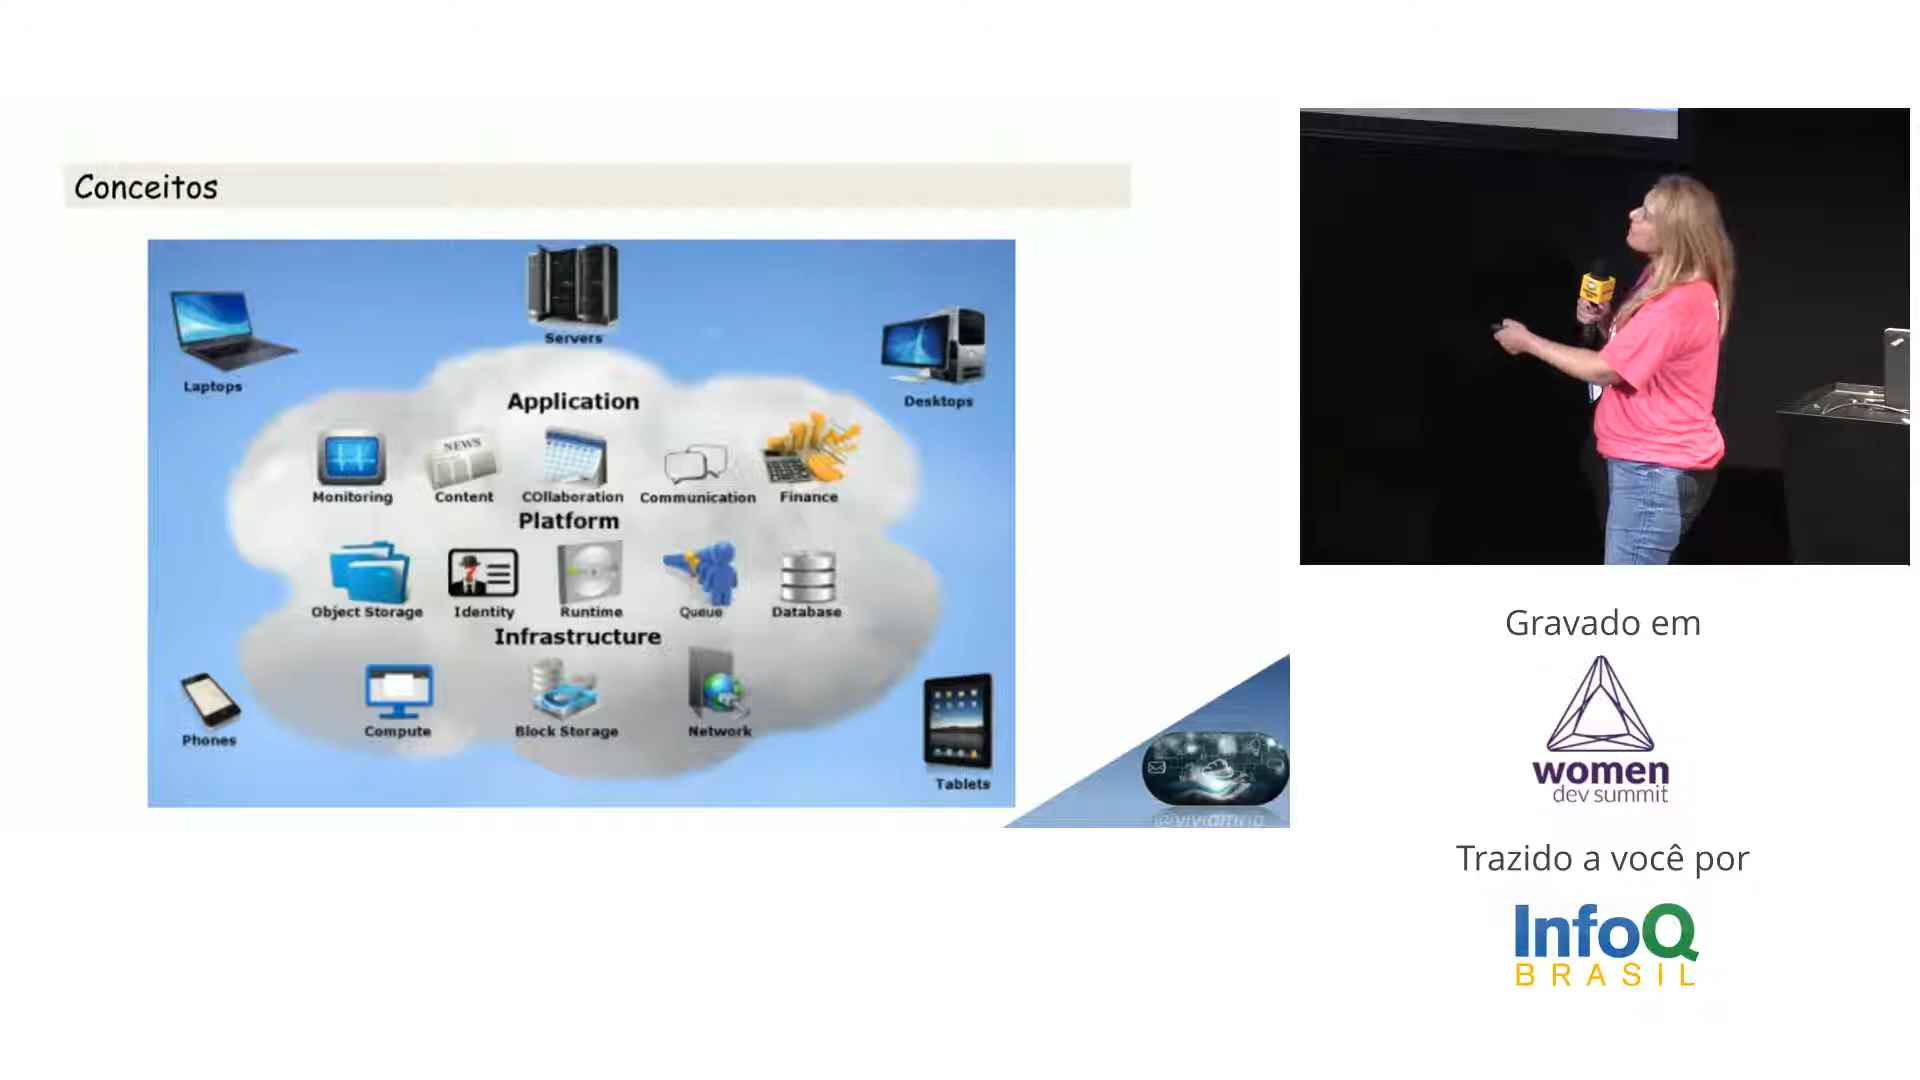 Conceitos
Servers
Laptops
Desktops
Application
NEWS
Monitoring
Content
COllaboration
Communication
Finance
Platform
Object Storage
Identity
Runtime
Queue
Database
Infrastructure
Compute
Block Storage
Network
Phones
Tablets
Gravado em
women
dev summit
Trazido a você por
InfoQ
BRASIL